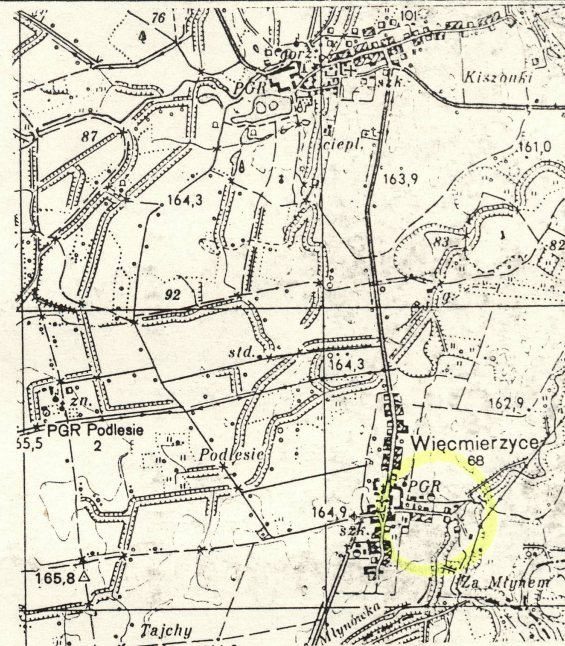 76
101
gor.
PGR
szk.
Kiszonki
87
ciepl.
161,0
164,3
163,9
83
82
92
g.
std.
164,3
zn.
162,9
55,5
PGR Podlesie
2
Więcmierzyce
68
Podlesie
PGR
164,9
szk.
165,8
Za Młynem
Młynówka
Tajchy